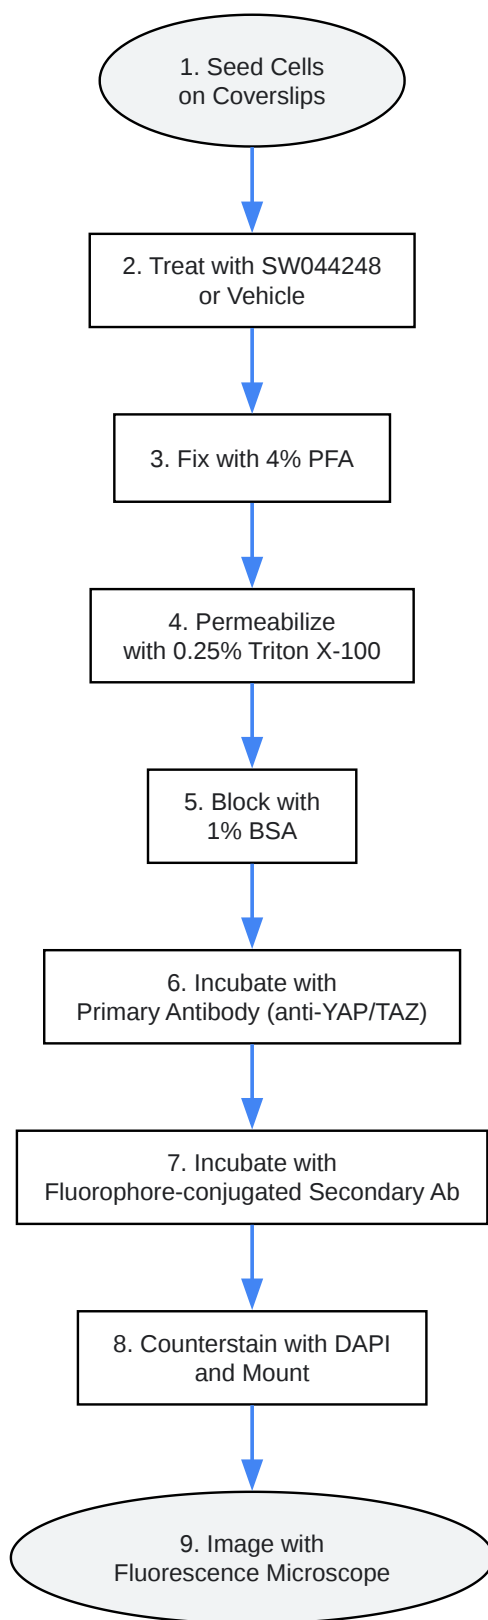 1. Seed Cells
on Coverslips
2. Treat with SW044248
or Vehicle
3. Fix with 4% PFA
4. Permeabilize
with 0.25% Triton X-100
5. Block with
1% BSA
6. Incubate with
Primary Antibody (anti-YAP/TAZ)
7. Incubate with
Fluorophore-conjugated Secondary Ab
8. Counterstain with DAPI
and Mount
9. Image with
Fluorescence Microscope